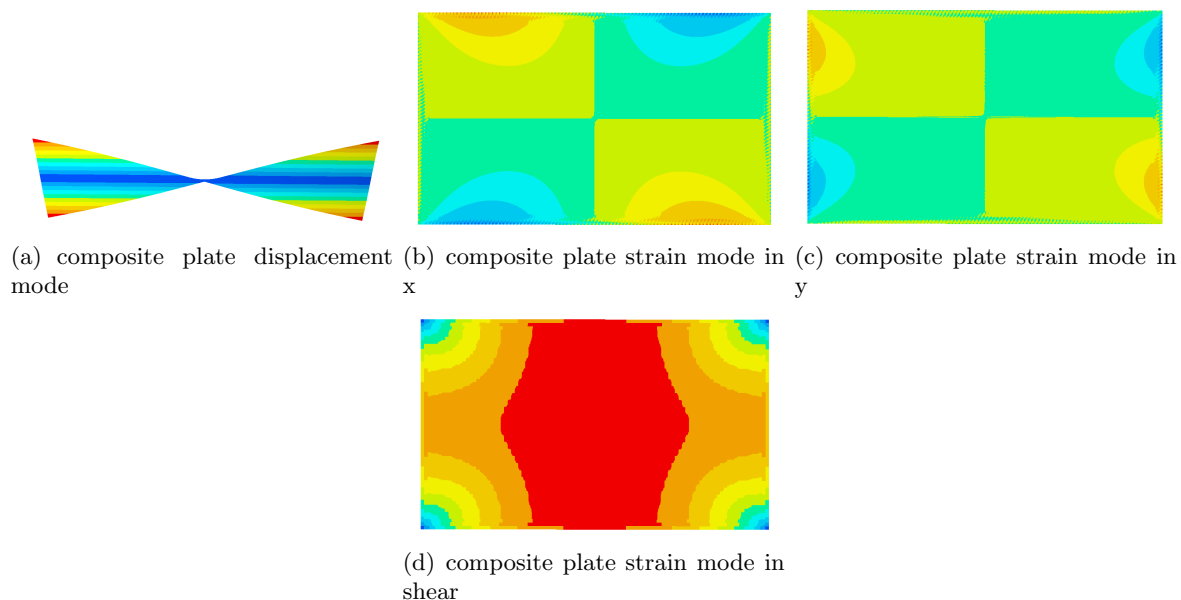 (a) composite plate displacement
mode
(b) composite plate strain mode in
x
(c) composite plate strain mode in
y
(d) composite plate strain mode in
shear